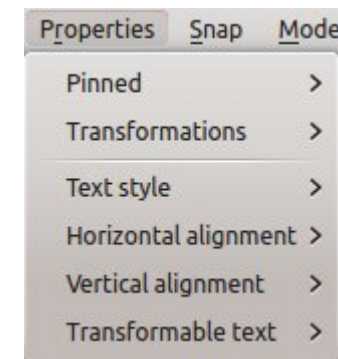 Properties Snap Mode
Pinned >
Transformations >
Text style >
Horizontal alignment >
Vertical alignment >
Transformable text >